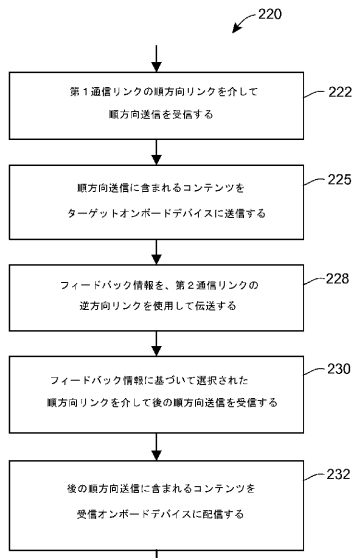 220
第１通信リンクの順方向リンクを介して
順方向送信を受信する
222
順方向送信に含まれるコンテンツを
ターゲットオンボードデバイスに送信する
225
フィードバック情報を、第２通信リンクの
逆方向リンクを使用して伝送する
228
フィードバック情報に基づいて選択された
順方向リンクを介して後の順方向送信を受信する
230
後の順方向送信に含まれるコンテンツを
受信オンボードデバイスに配信する
232